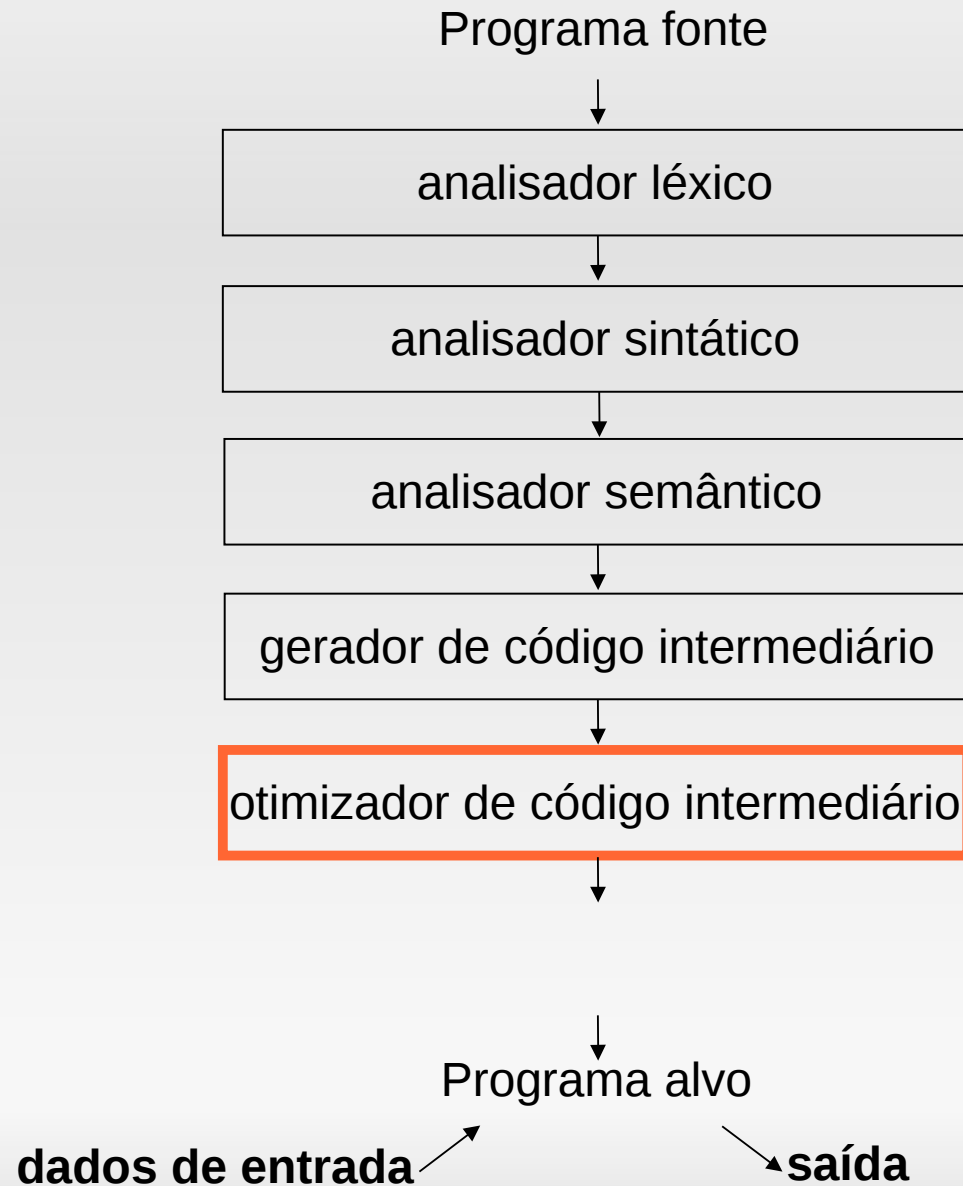 Programa fonte
analisador léxico
analisador sintático
analisador semântico
gerador de código intermediário
otimizador de código intermediário
Programa alvo
dados de entrada
saída